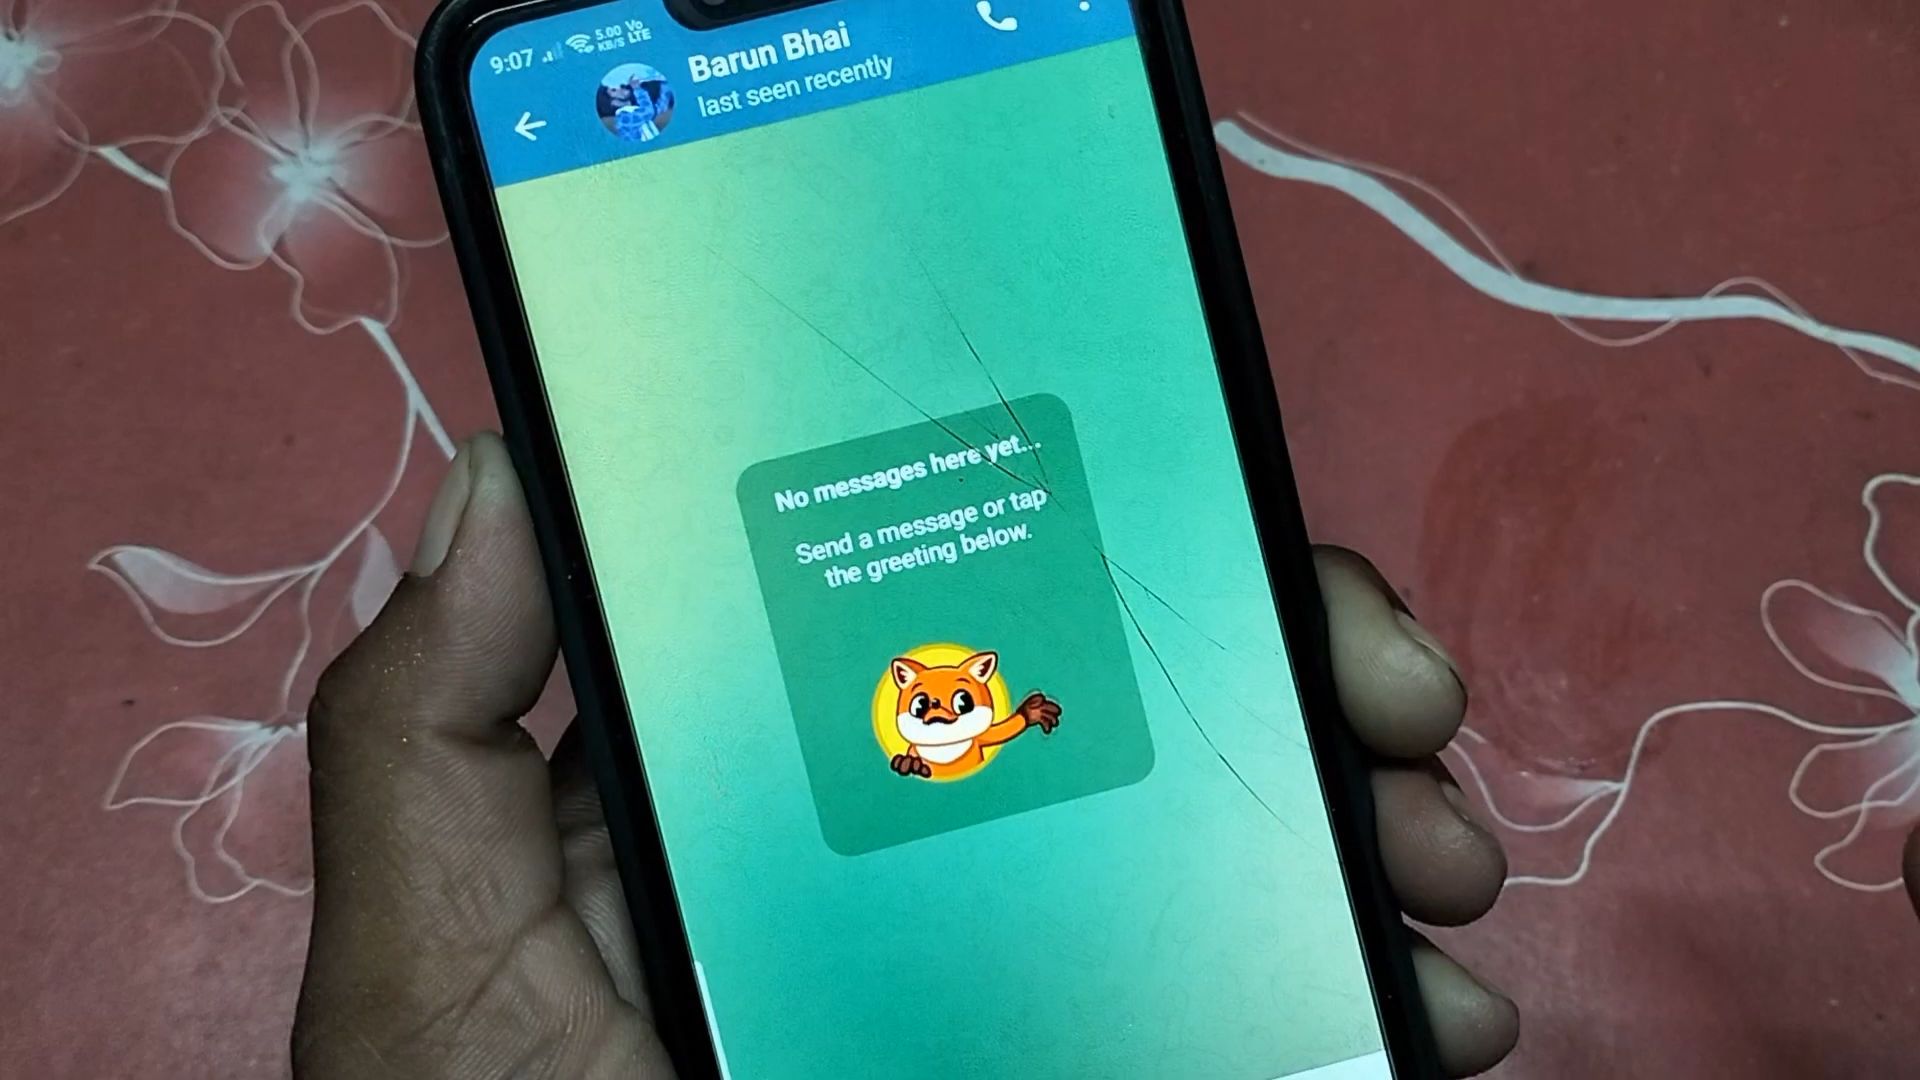 9:07 5.00 KB/S Vo LTE
Barun Bhai
last seen recently
No messages here yet...
Send a message or tap
the greeting below.